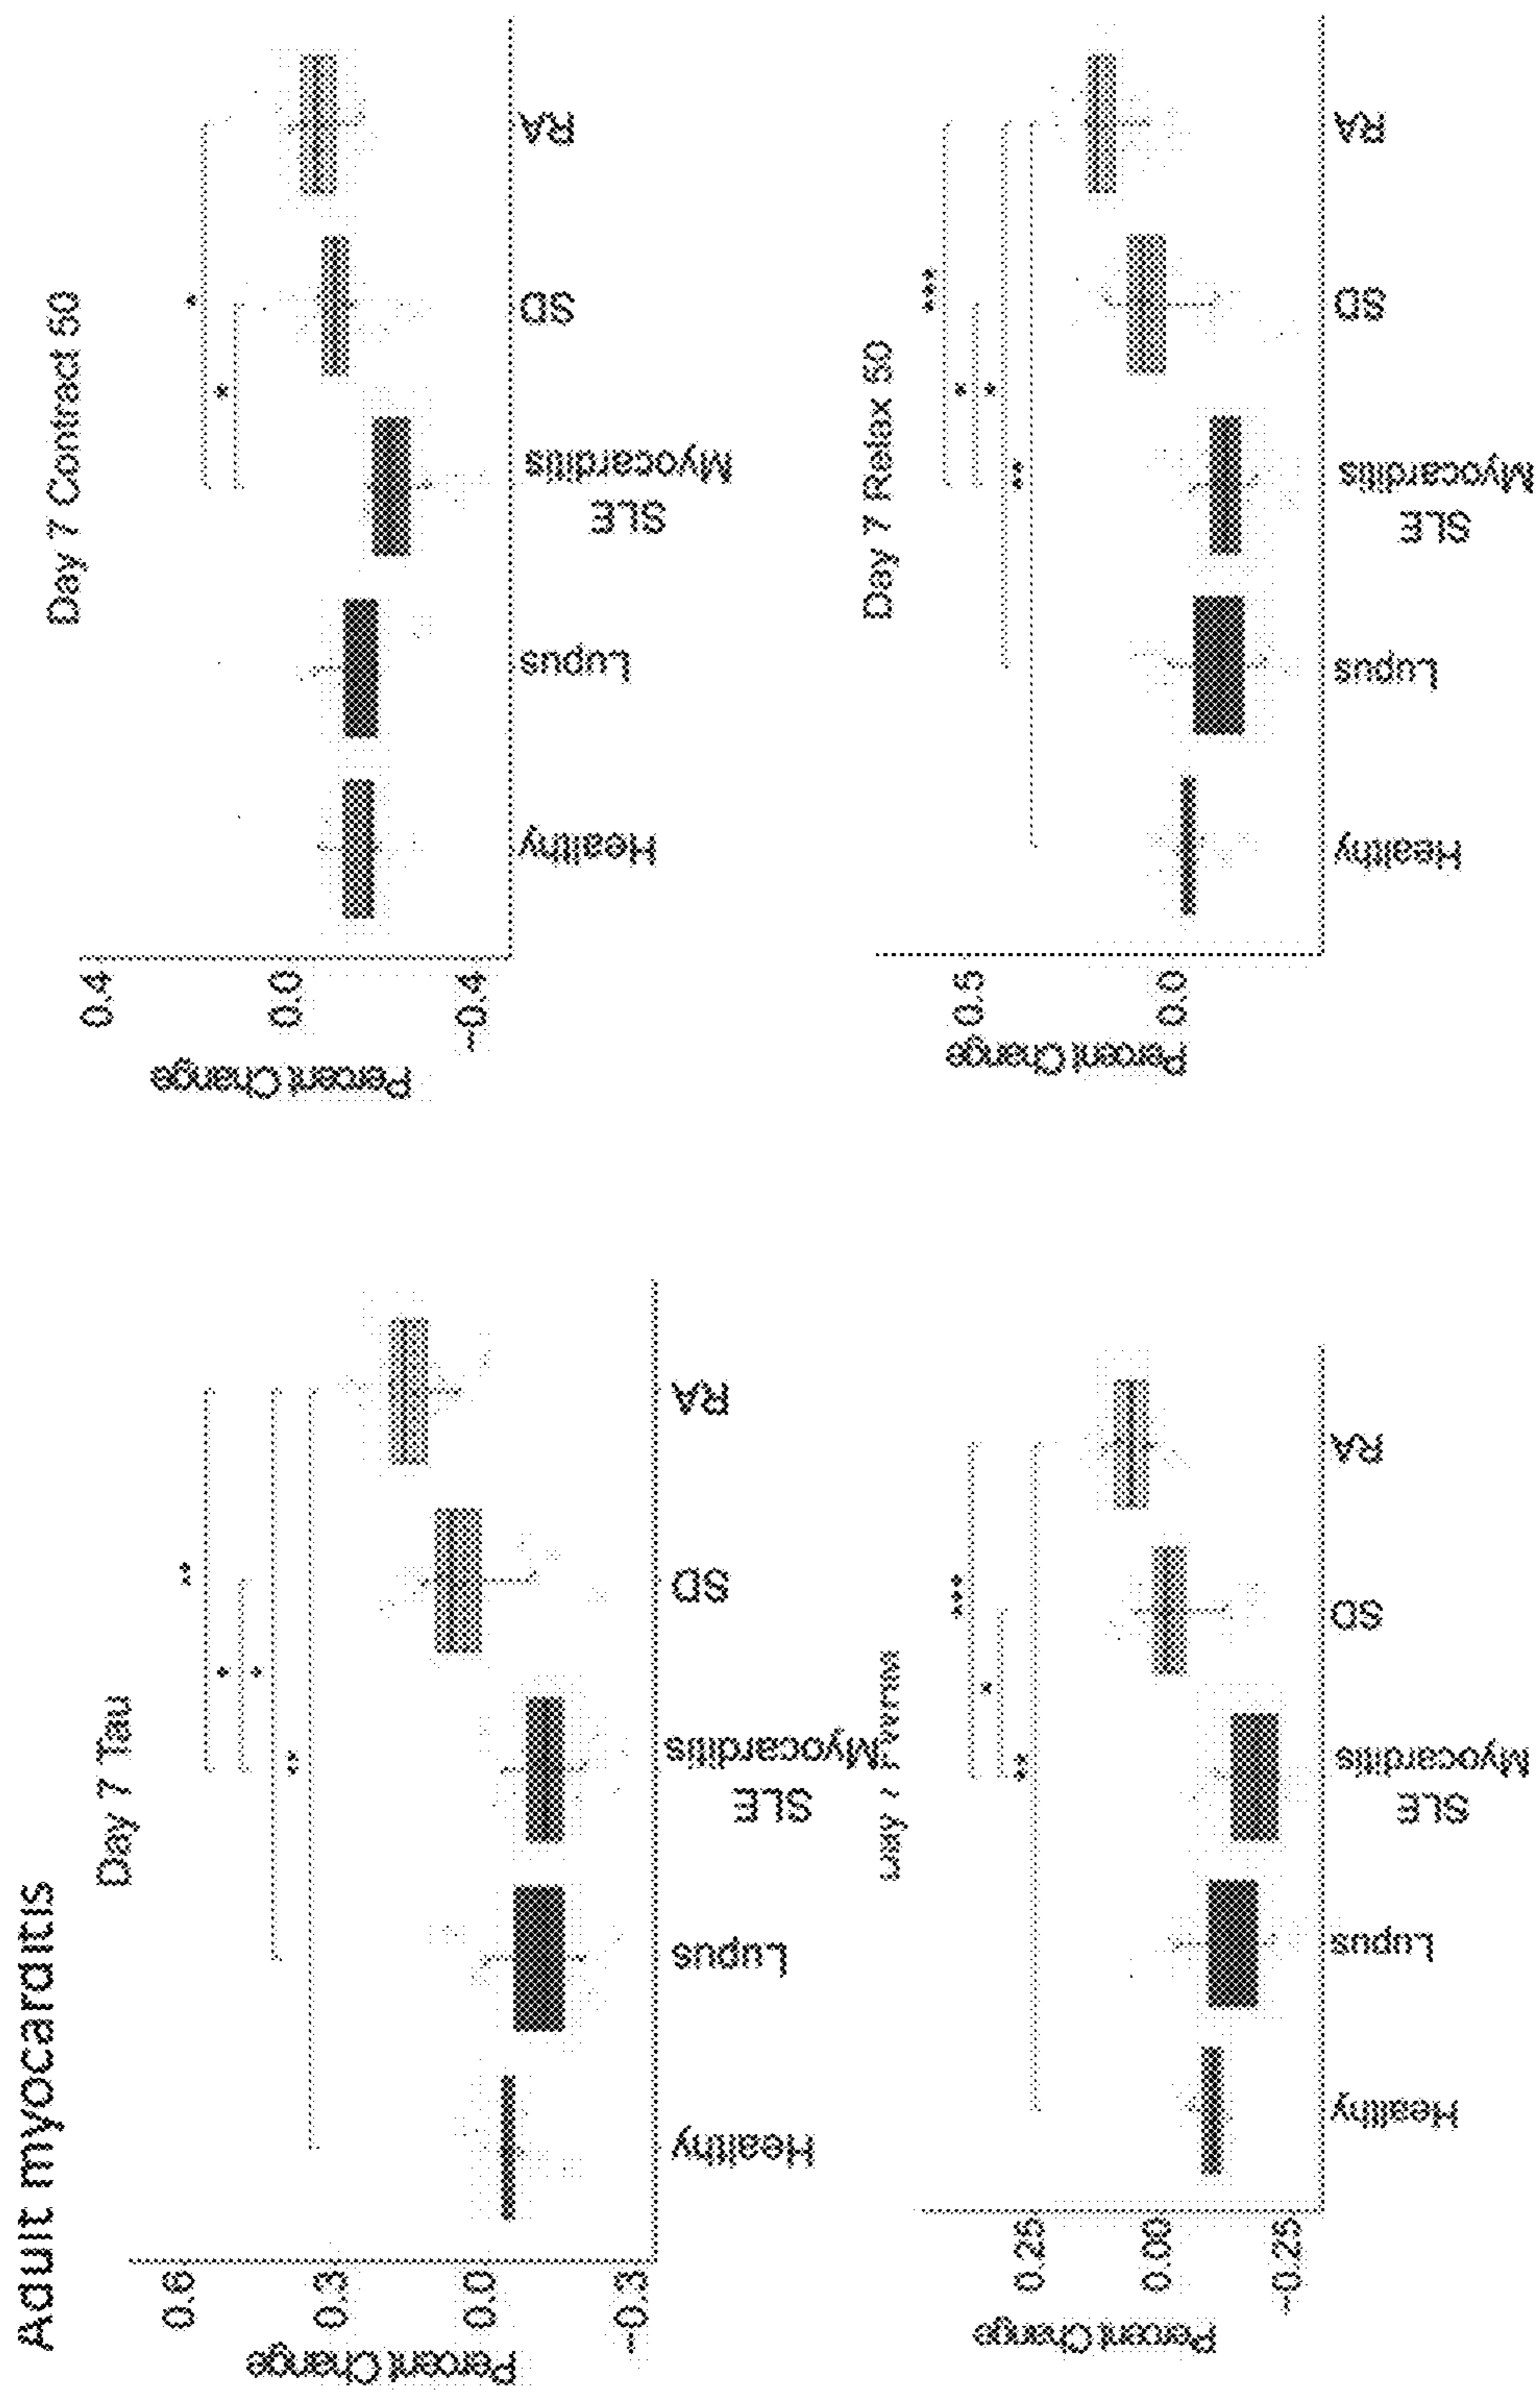 Adult myocarditis
Day 7 Tau
**
*
*
**
Percent Change
0.6
0.3
0.0
-0.3
Healthy
Lupus
SLE
Myocarditis
SD
RA
Day 7 Contract 50
*
*
Percent Change
0.4
0.0
-0.4
Healthy
Lupus
SLE
Myocarditis
SD
RA
Day 7
***
*
**
Percent Change
0.25
0.00
-0.25
Healthy
Lupus
SLE
Myocarditis
SD
RA
Day 7 Relax 50
***
*
*
**
Percent Change
0.5
0.0
Healthy
Lupus
SLE
Myocarditis
SD
RA